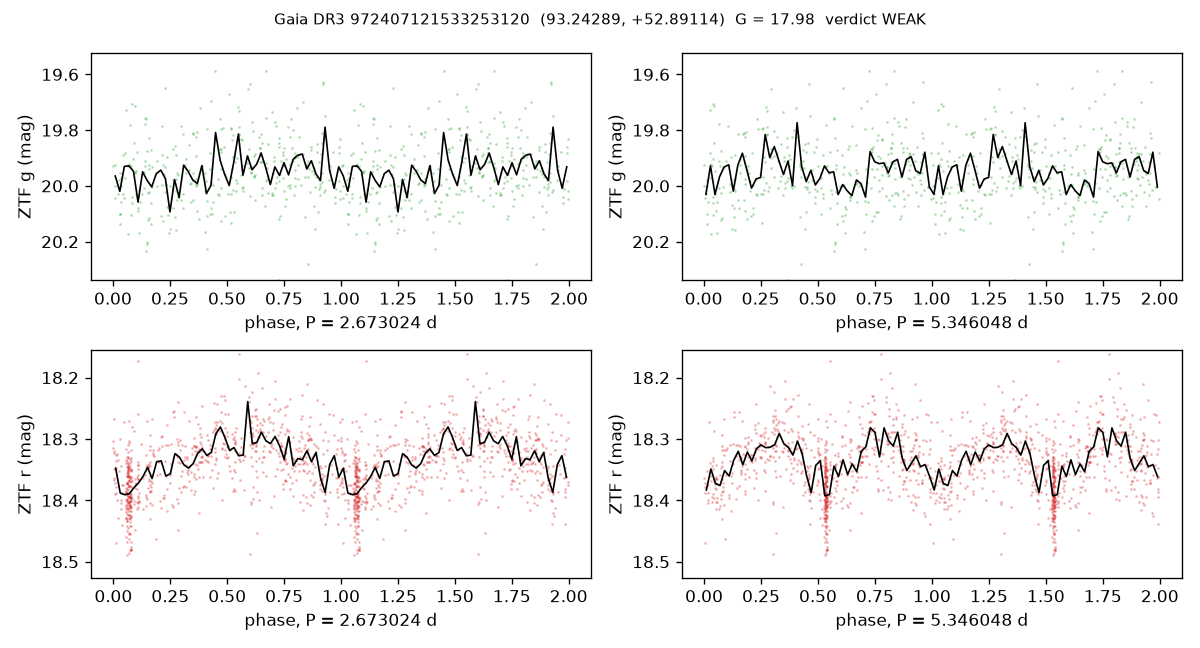 Gaia DR3 972407121533253120  (93.24289, +52.89114)  G = 17.98  verdict WEAK
ZTF g (mag)
19.6
19.8
20.0
20.2
0.00 0.25 0.50 0.75 1.00 1.25 1.50 1.75 2.00
phase, P = 2.673024 d
ZTF g (mag)
19.6
19.8
20.0
20.2
0.00 0.25 0.50 0.75 1.00 1.25 1.50 1.75 2.00
phase, P = 5.346048 d
ZTF r (mag)
18.2
18.3
18.4
18.5
0.00 0.25 0.50 0.75 1.00 1.25 1.50 1.75 2.00
phase, P = 2.673024 d
ZTF r (mag)
18.2
18.3
18.4
18.5
0.00 0.25 0.50 0.75 1.00 1.25 1.50 1.75 2.00
phase, P = 5.346048 d